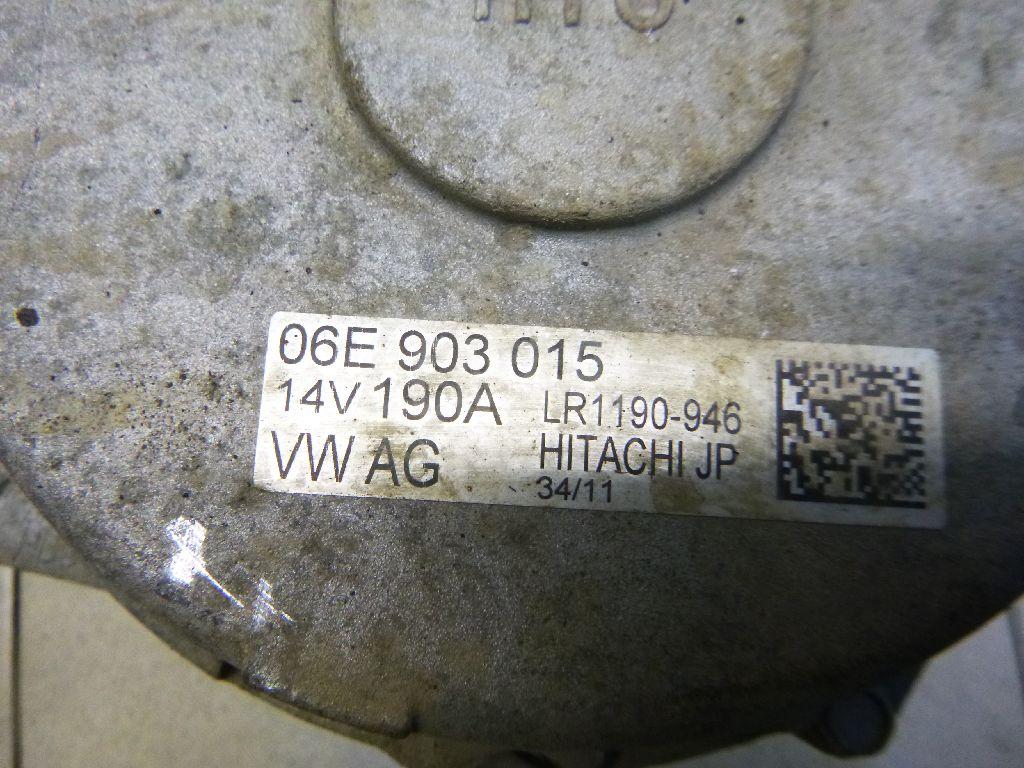 06E 903 015
14V 190A LR1190-946
VW AG HITACHI JP
34/11